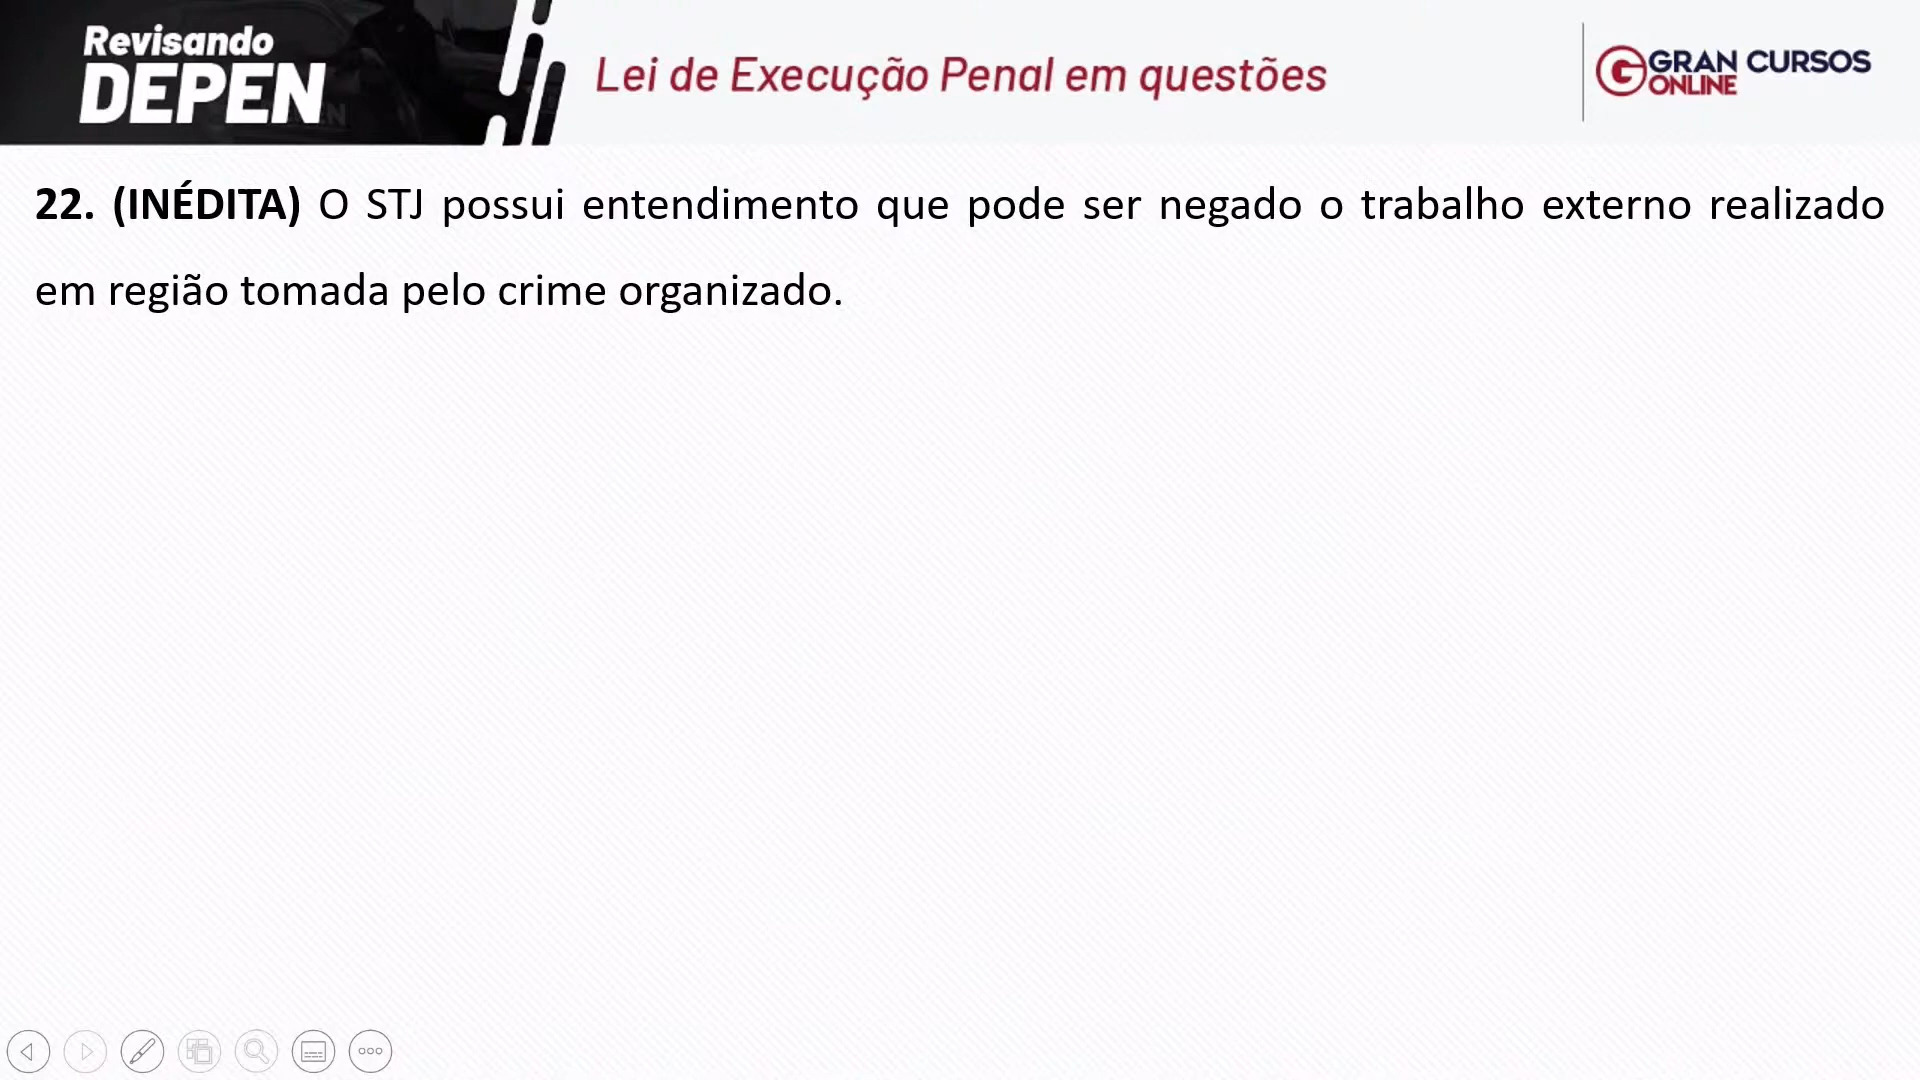 Revisando
DEPEN
Lei de Execução Penal em questões
GRAN CURSOS
ONLINE
22. (INÉDITA) O STJ possui entendimento que pode ser negado o trabalho externo realizado
em região tomada pelo crime organizado.